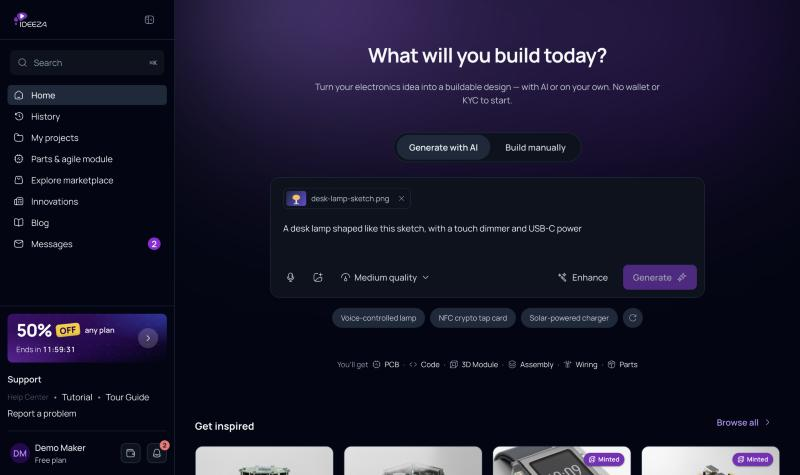 IDEEZA
Search
⌘K
Home
History
My projects
Parts & agile module
Explore marketplace
Innovations
Blog
Messages
2
50% OFF any plan
Ends in 11:59:31
Support
Help Center • Tutorial • Tour Guide
Report a problem
DM
Demo Maker
Free plan
2
What will you build today?
Turn your electronics idea into a buildable design — with AI or on your own. No wallet or
KYC to start.
Generate with AI
Build manually
desk-lamp-sketch.png
A desk lamp shaped like this sketch, with a touch dimmer and USB-C power
Medium quality
Enhance
Generate
Voice-controlled lamp
NFC crypto tap card
Solar-powered charger
You'll get PCB · Code · 3D Module · Assembly · Wiring · Parts
Get inspired
Browse all
Minted
Minted